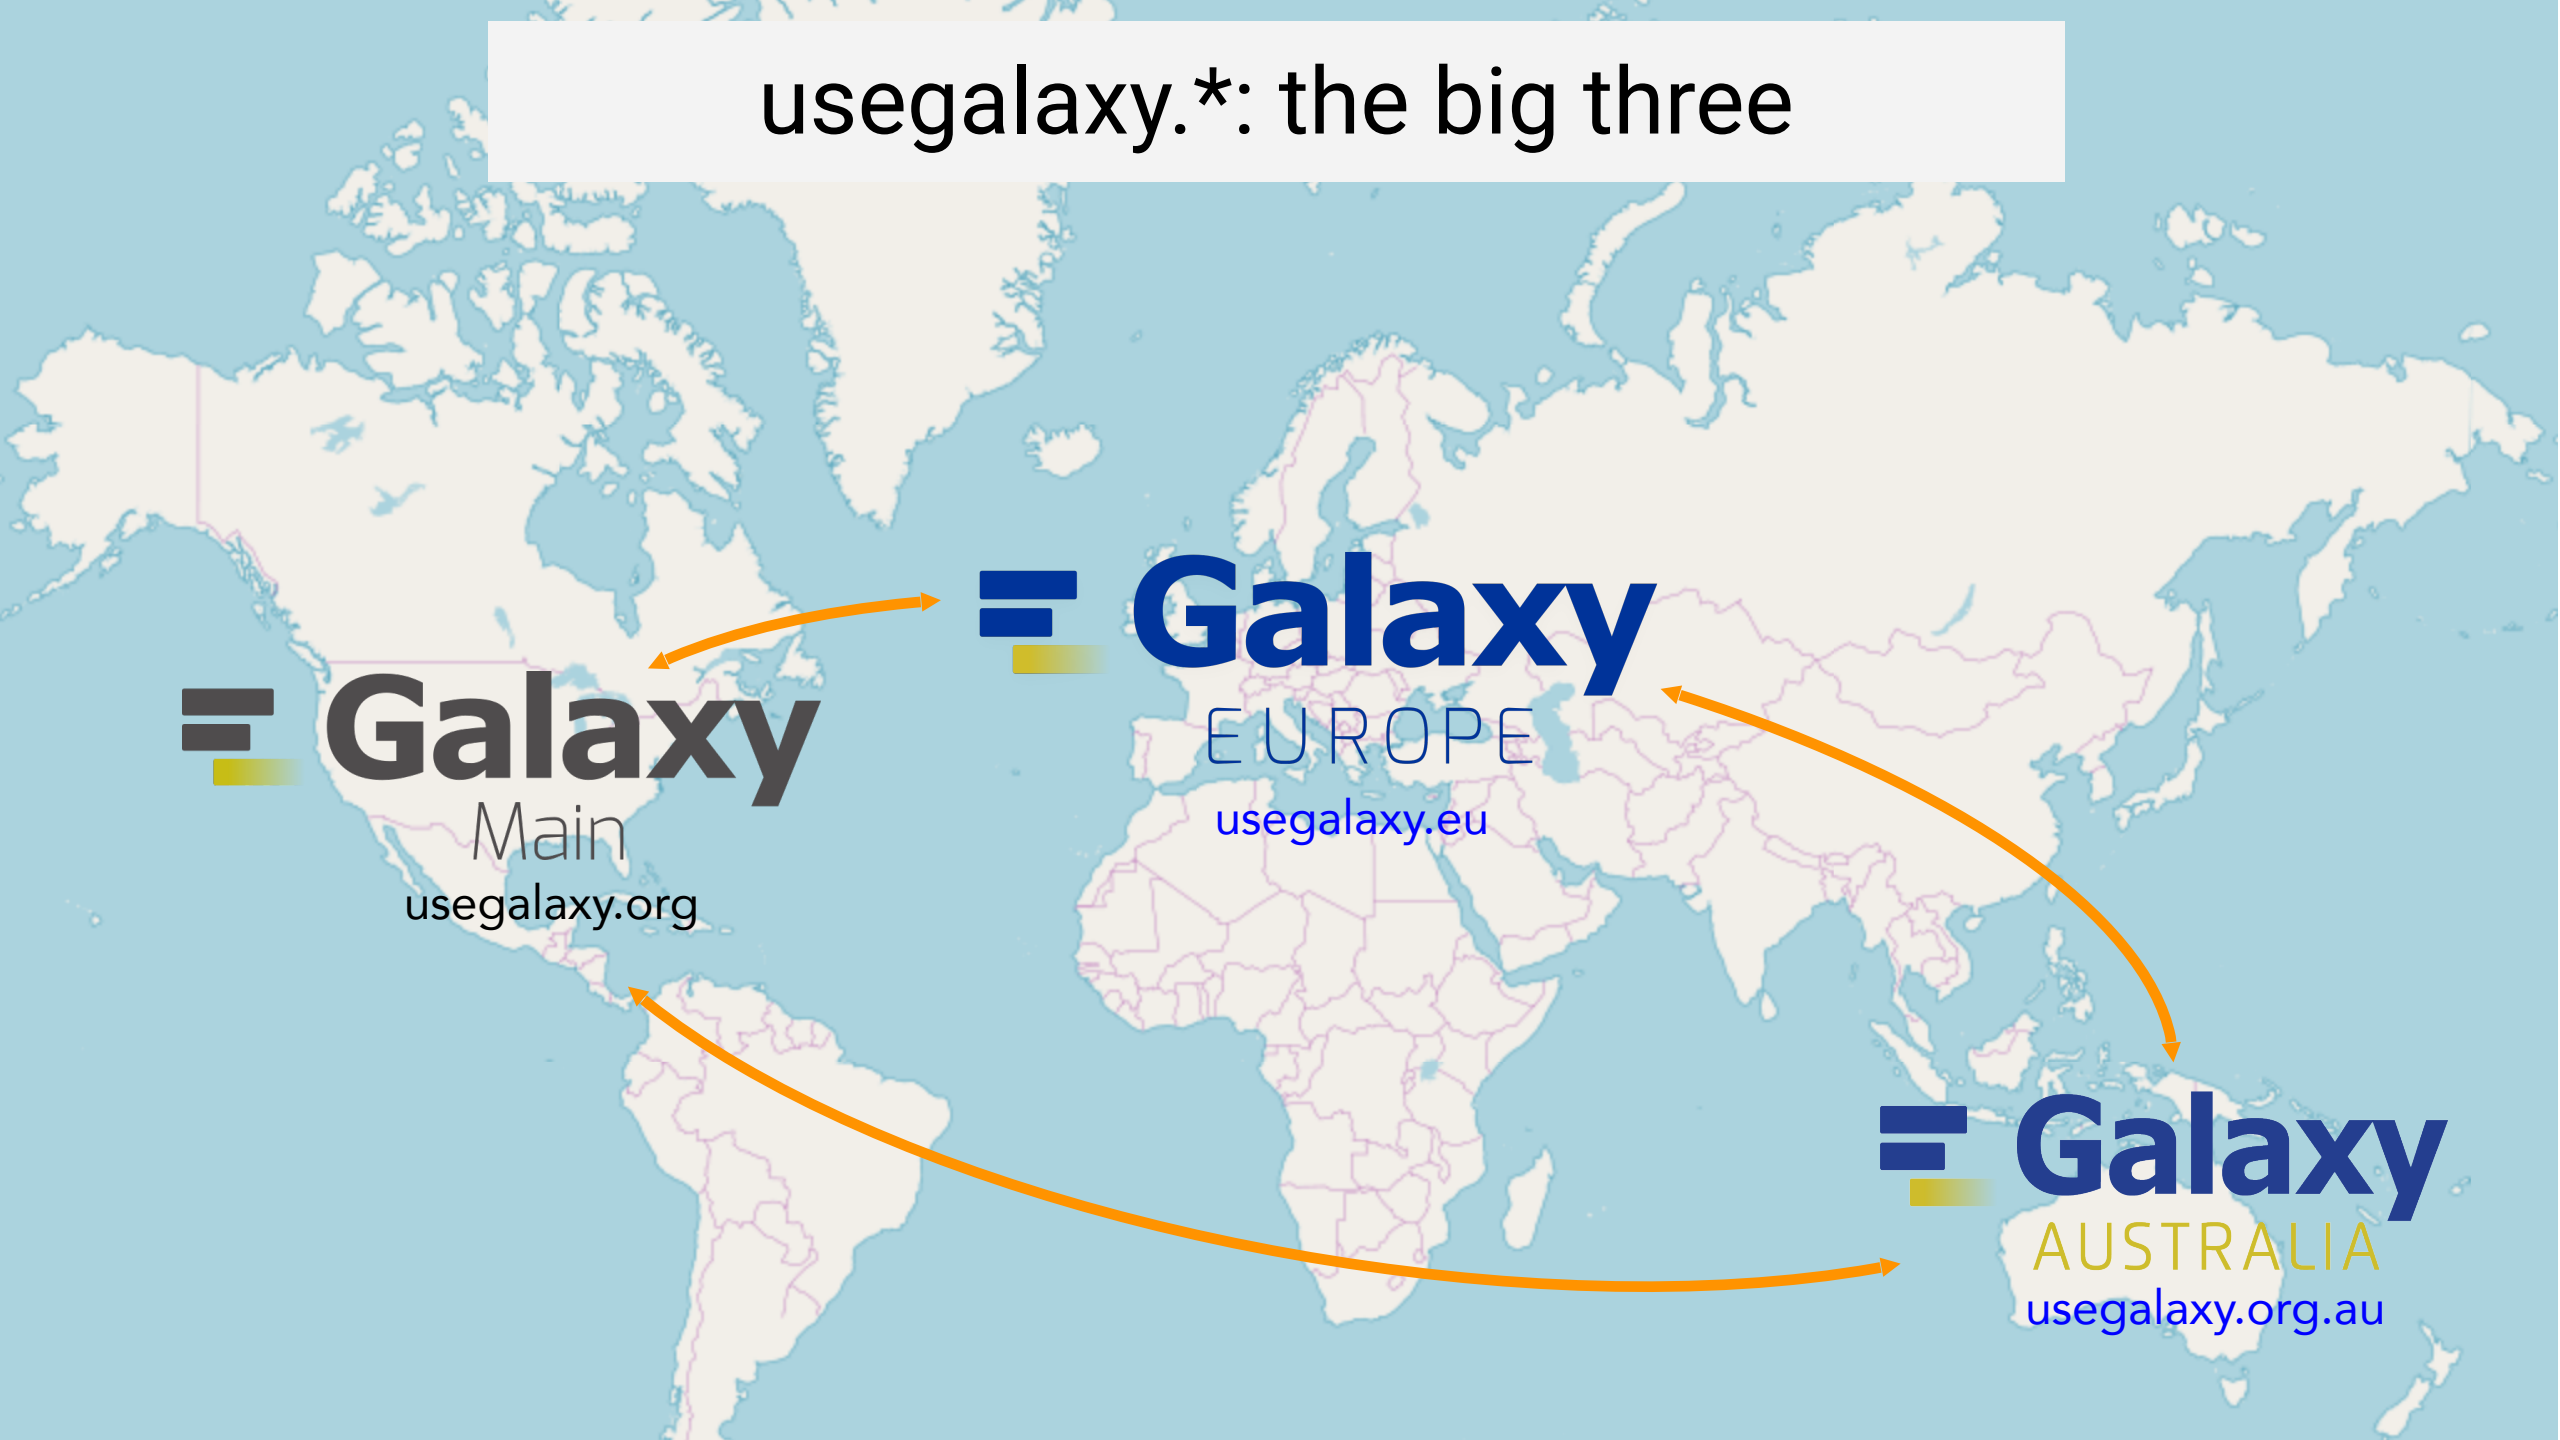 usegalaxy.*: the big three
Galaxy
EUROPE
usegalaxy.eu
Galaxy
Main
usegalaxy.org
Galaxy
AUSTRALIA
usegalaxy.org.au